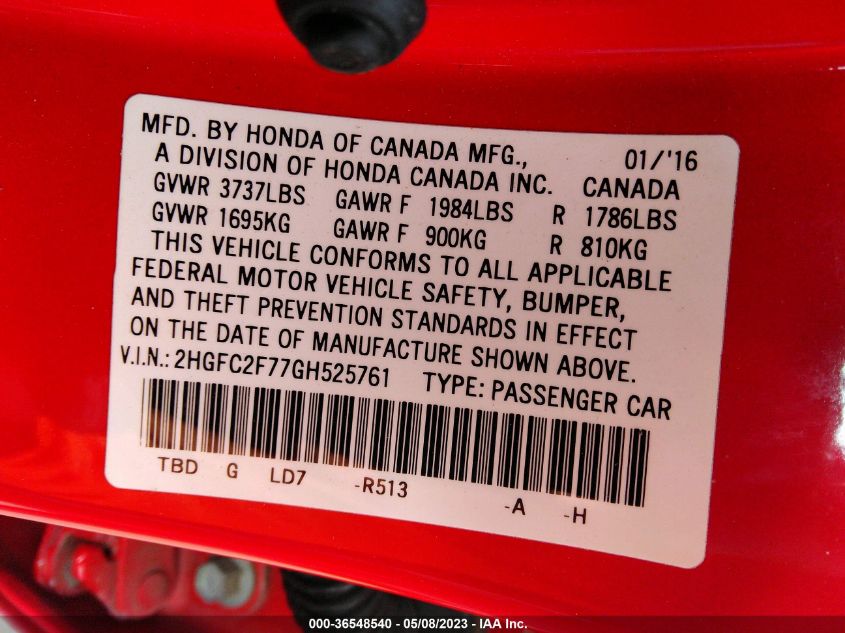 MFD. BY HONDA OF CANADA MFG., 01/'16
A DIVISION OF HONDA CANADA INC. CANADA
GVWR 3737LBS GAWR F 1984LBS R 1786LBS
GVWR 1695KG GAWR F 900KG R 810KG
THIS VEHICLE CONFORMS TO ALL APPLICABLE
FEDERAL MOTOR VEHICLE SAFETY, BUMPER,
AND THEFT PREVENTION STANDARDS IN EFFECT
ON THE DATE OF MANUFACTURE SHOWN ABOVE.
V.I.N.: 2HGFC2F77GH525761 TYPE: PASSENGER CAR
TBD G LD7 -R513 -A -H
000-36548540 - 05/08/2023 - IAA Inc.